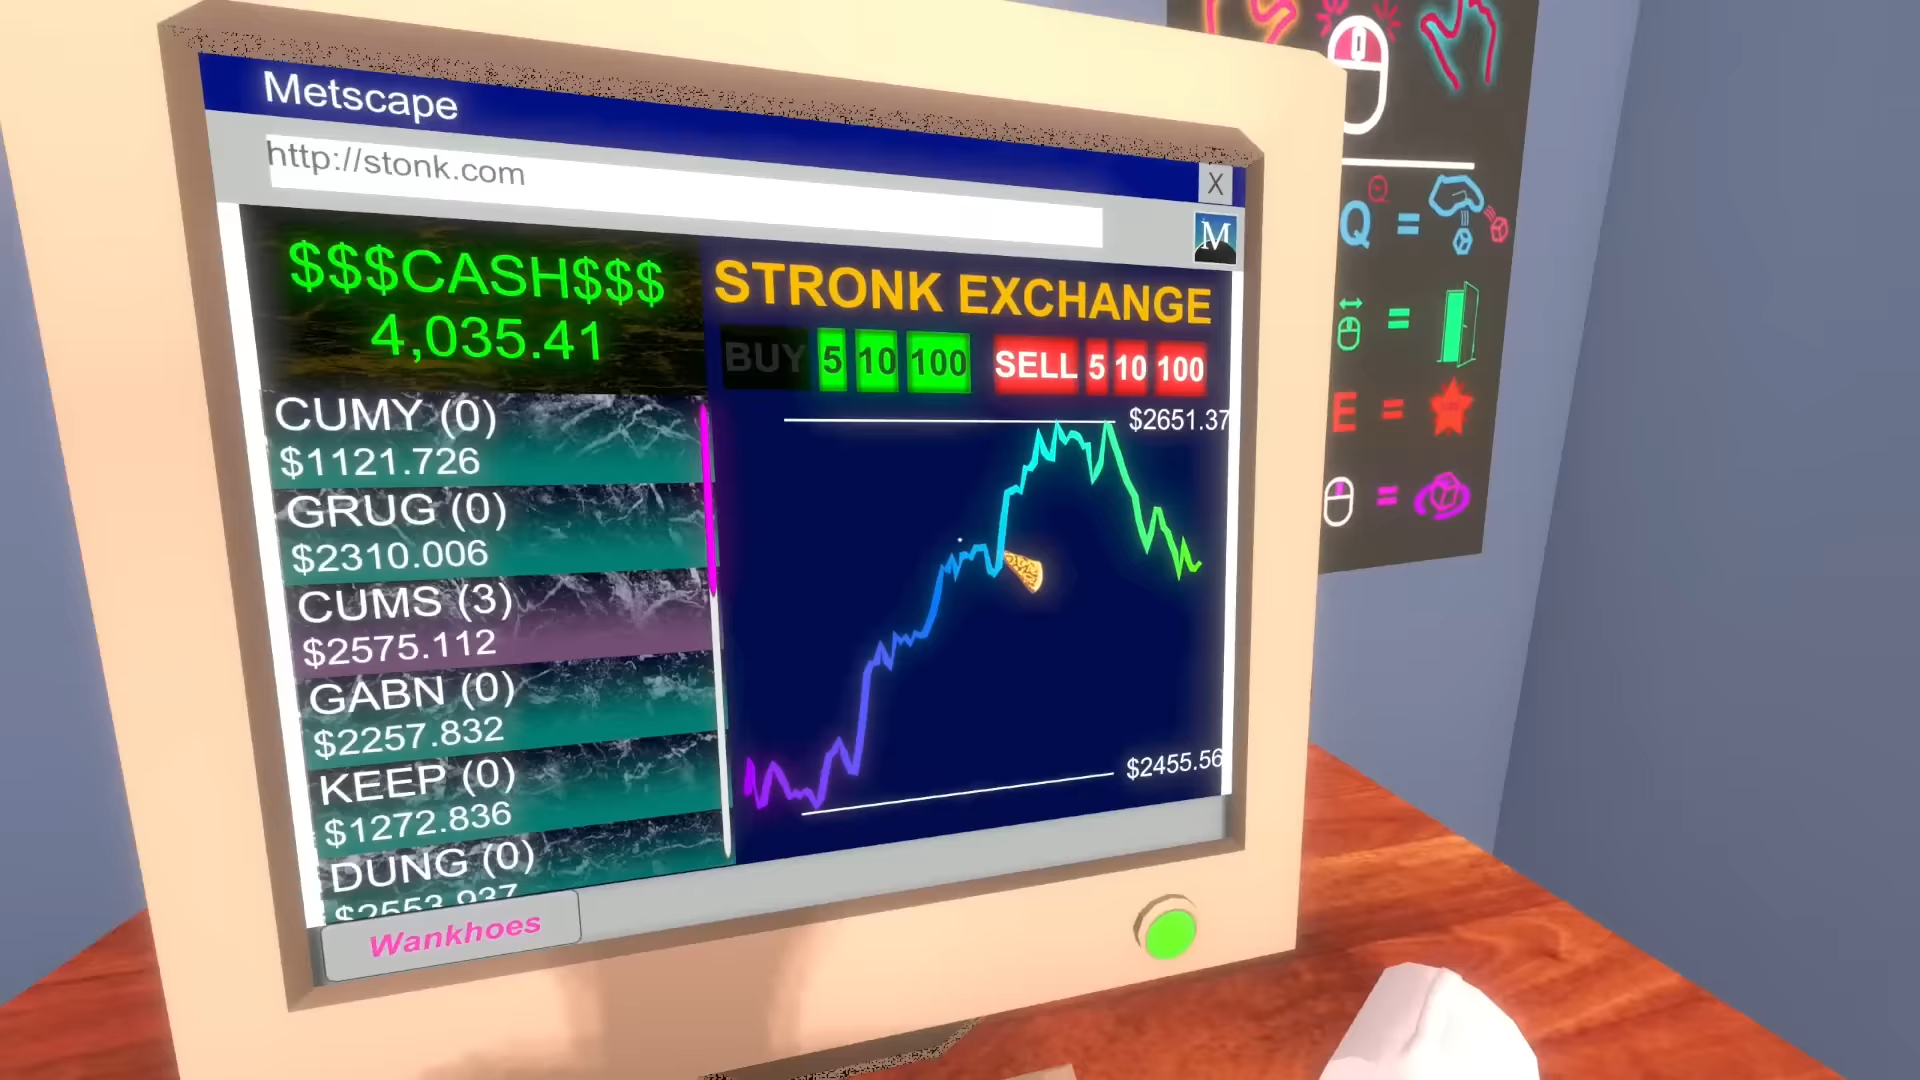 Metscape
X
http://stonk.com
M
$$$CASH$$$
4,035.41
STRONK EXCHANGE
BUY 5 10 100 SELL 5 10 100
CUMY (0)
$1121.726
GRUG (0)
$2310.006
CUMS (3)
$2575.112
GABN (0)
$2257.832
KEEP (0)
$1272.836
DUNG (0)
$2553.937
$2651.37
$2455.56
Wankhoes
Q =
=
E =
=